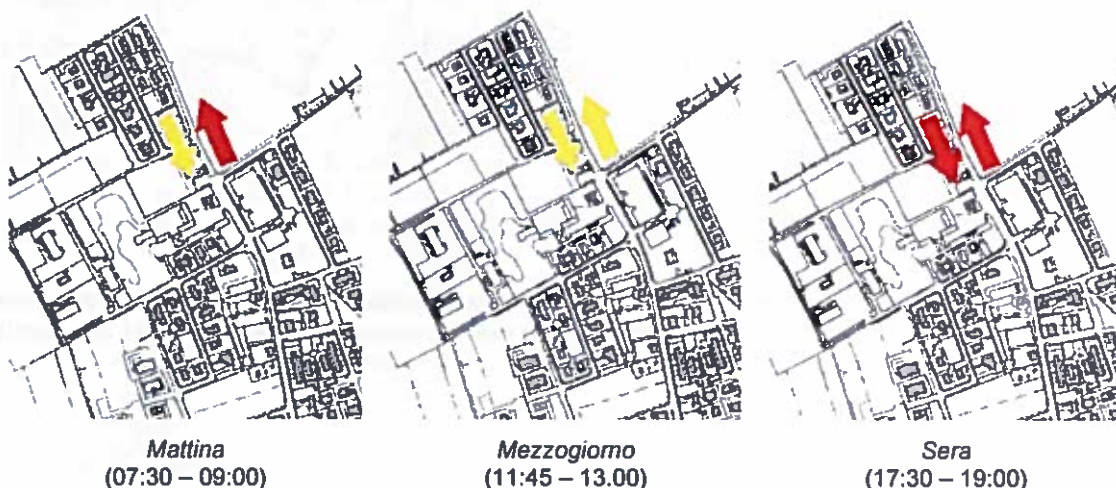 Mattina
(07:30 – 09:00)
Mezzogiorno
(11:45 – 13.00)
Sera
(17:30 – 19:00)